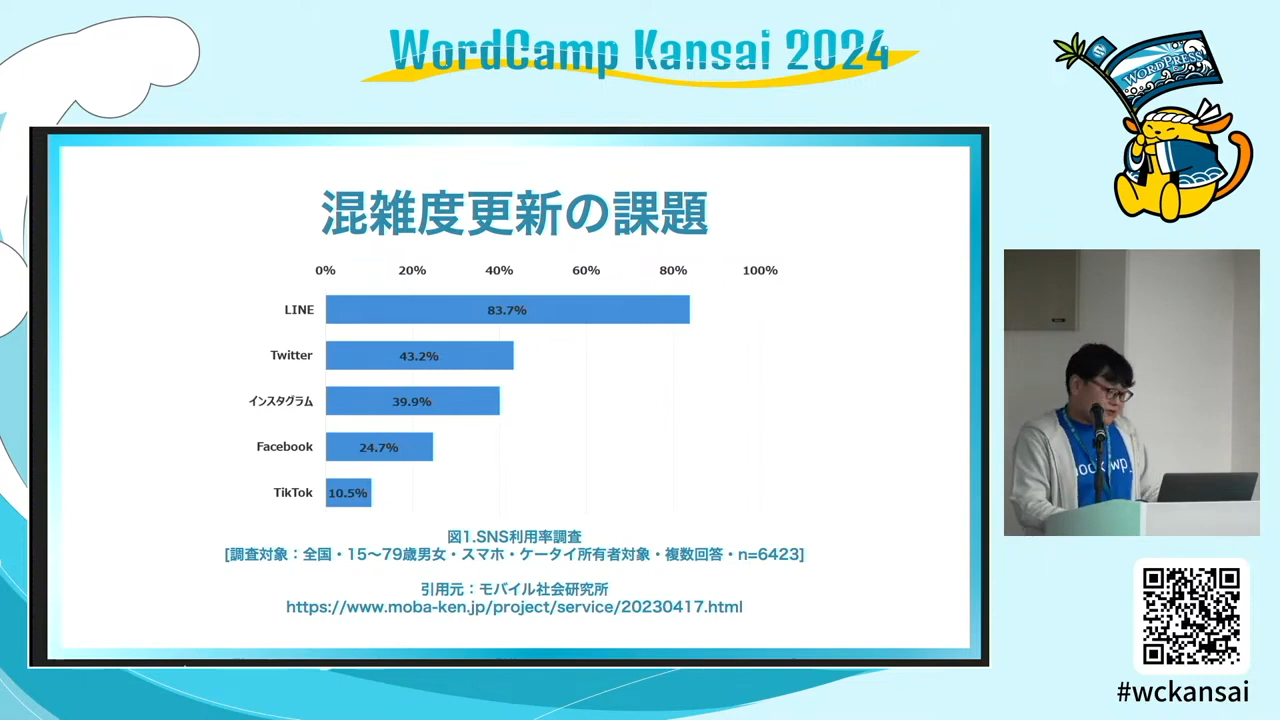 WordCamp Kansai 2024
WORDPRESS
W
混雑度更新の課題
0% 20% 40% 60% 80% 100%
LINE 83.7%
Twitter 43.2%
インスタグラム 39.9%
Facebook 24.7%
TikTok 10.5%
図1.SNS利用率調査
[調査対象：全国・15〜79歳男女・スマホ・ケータイ所有者対象・複数回答・n=6423]
引用元：モバイル社会研究所
https://www.moba-ken.jp/project/service/20230417.html
#wckansai